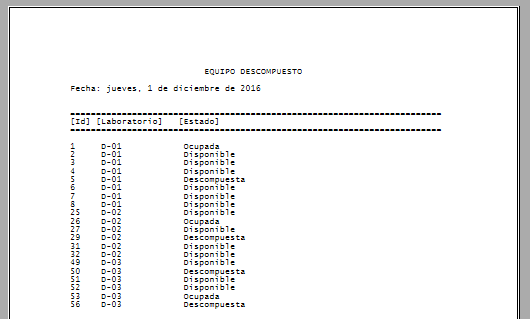 EQUIPO DESCOMPUESTO
Fecha: jueves, 1 de diciembre de 2016
[Id] [Laboratorio] [Estado]
1 D-01 Ocupada
2 D-01 Disponible
3 D-01 Disponible
4 D-01 Disponible
5 D-01 Descompuesta
6 D-01 Disponible
7 D-01 Disponible
8 D-01 Disponible
25 D-02 Disponible
26 D-02 Ocupada
27 D-02 Disponible
29 D-02 Descompuesta
31 D-02 Disponible
32 D-02 Disponible
49 D-03 Disponible
50 D-03 Descompuesta
51 D-03 Disponible
52 D-03 Disponible
53 D-03 Ocupada
56 D-03 Descompuesta